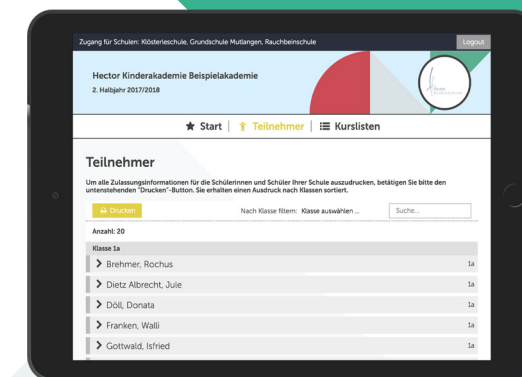 Zugang für Schulen: Klösterleschule, Grundschule Mutlangen, Rauchbeinschule
Logout
Hector Kinderakademie Beispielakademie
2. Halbjahr 2017/2018
Start
Teilnehmer
Kurslisten
Teilnehmer
Um alle Zulassungsinformationen für die Schülerinnen und Schüler Ihrer Schule auszudrucken, betätigen Sie bitte den
untenstehenden "Drucken"-Button. Sie erhalten einen Ausdruck nach Klassen sortiert.
Drucken
Nach Klasse filtern: Klasse auswählen ...
Suche...
Anzahl: 20
Klasse 1a
Brehmer, Rochus 1a
Dietz Albrecht, Jule 1a
Döll, Donata 1a
Franken, Walli 1a
Gottwald, Isfried 1a